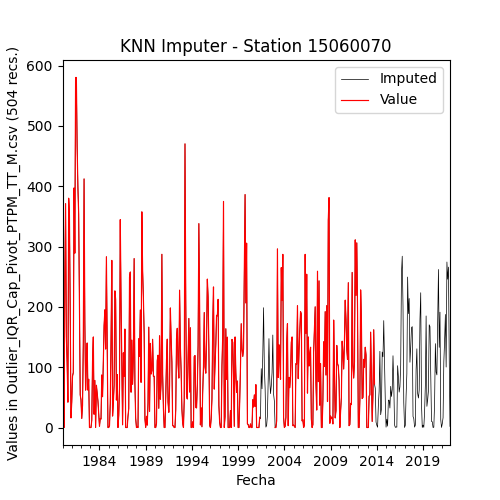 KNN Imputer - Station 15060070
Imputed
Value
Values in Outlier_IQR_Cap_Pivot_PTPM_TT_M.csv (504 recs.)
600
500
400
300
200
100
0
1984 1989 1994 1999 2004 2009 2014 2019
Fecha